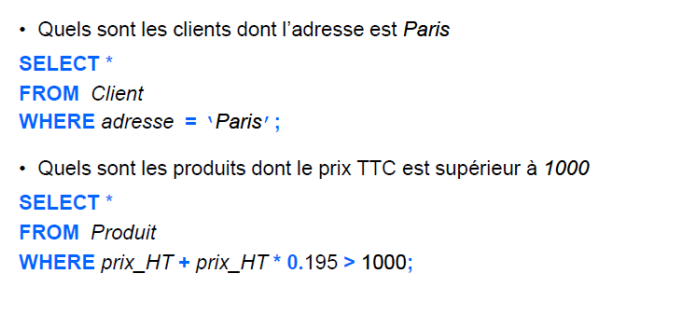 • Quels sont les clients dont l’adresse est Paris
SELECT *
FROM Client
WHERE adresse = ‵Paris′ ;
• Quels sont les produits dont le prix TTC est supérieur à 1000
SELECT *
FROM Produit
WHERE prix_HT + prix_HT * 0.195 > 1000;